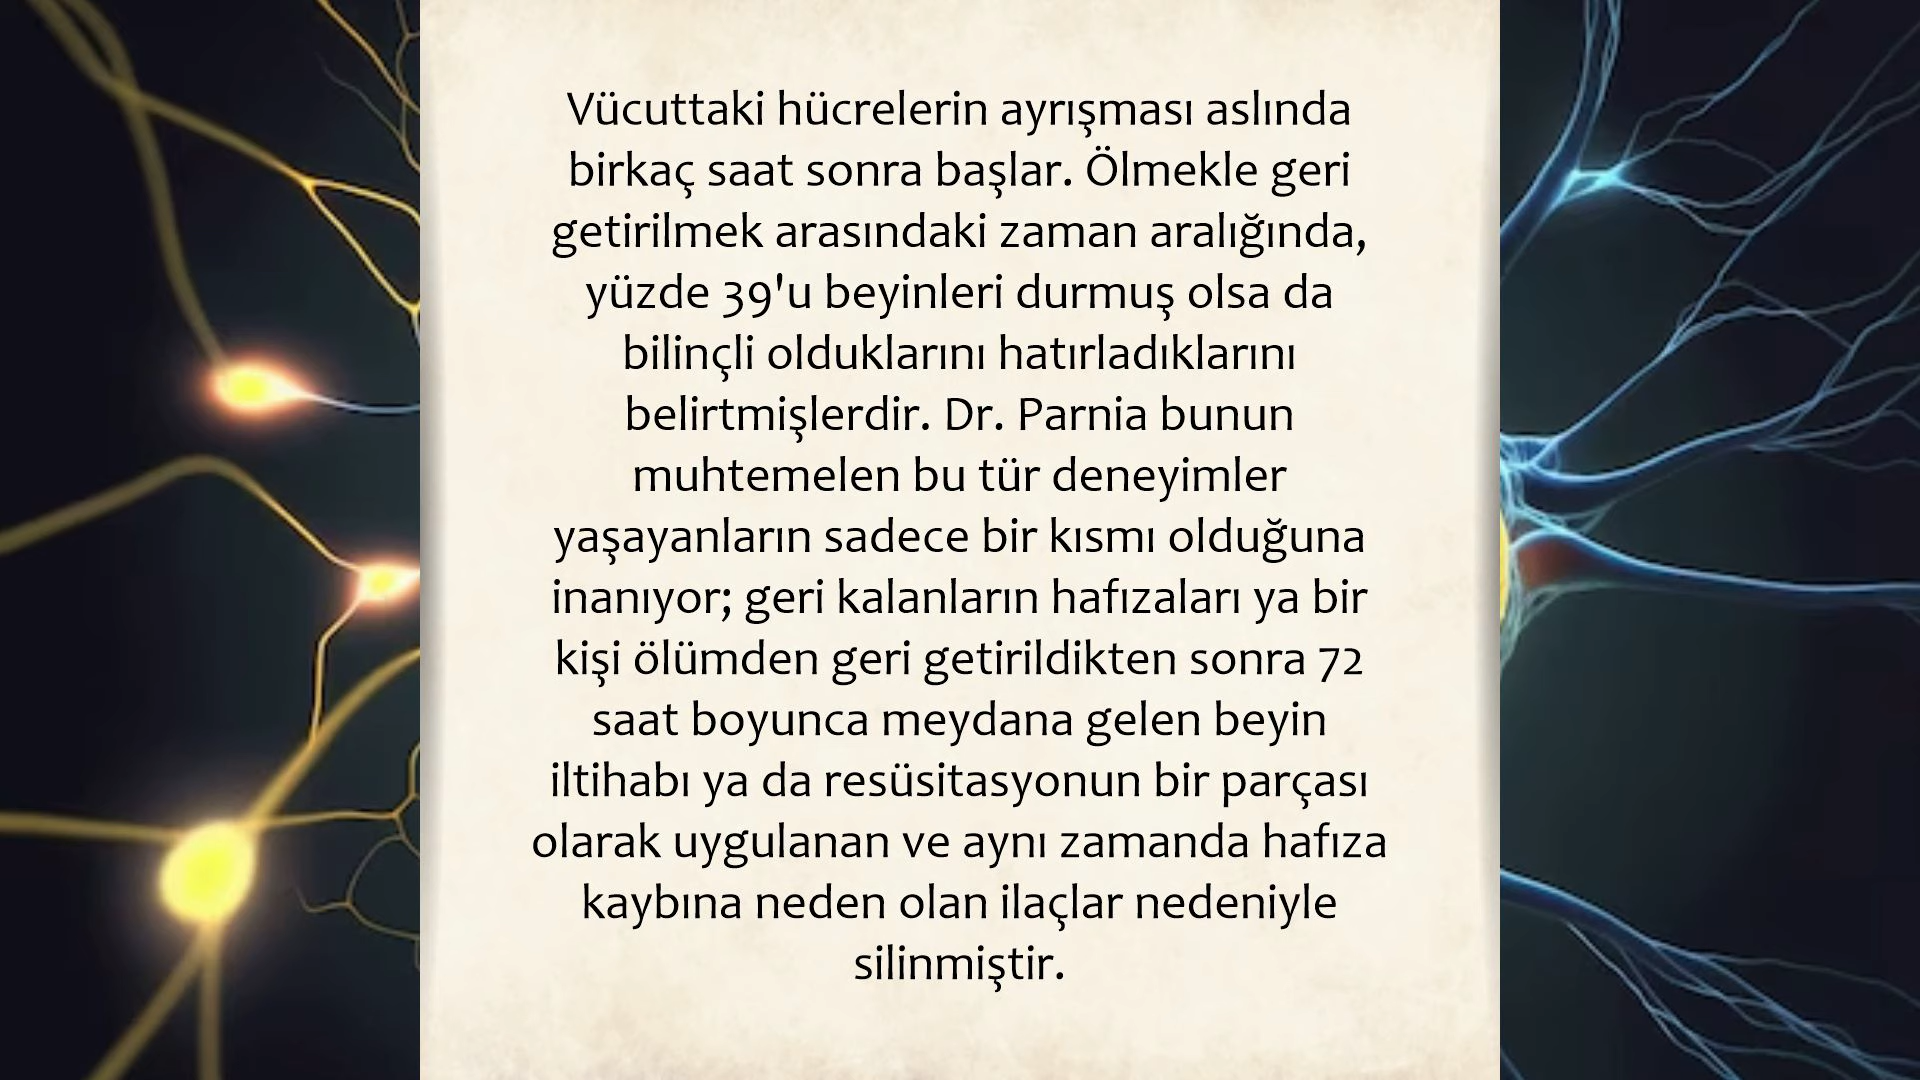 Vücuttaki hücrelerin ayrışması aslında
birkaç saat sonra başlar. Ölmekle geri
getirilmek arasındaki zaman aralığında,
yüzde 39'u beyinleri durmuş olsa da
bilinçli olduklarını hatırladıklarını
belirtmişlerdir. Dr. Parnia bunun
muhtemelen bu tür deneyimler
yaşayanların sadece bir kısmı olduğuna
inanıyor; geri kalanların hafızaları ya bir
kişi ölümden geri getirildikten sonra 72
saat boyunca meydana gelen beyin
iltihabı ya da resüsitasyonun bir parçası
olarak uygulanan ve aynı zamanda hafıza
kaybına neden olan ilaçlar nedeniyle
silinmiştir.